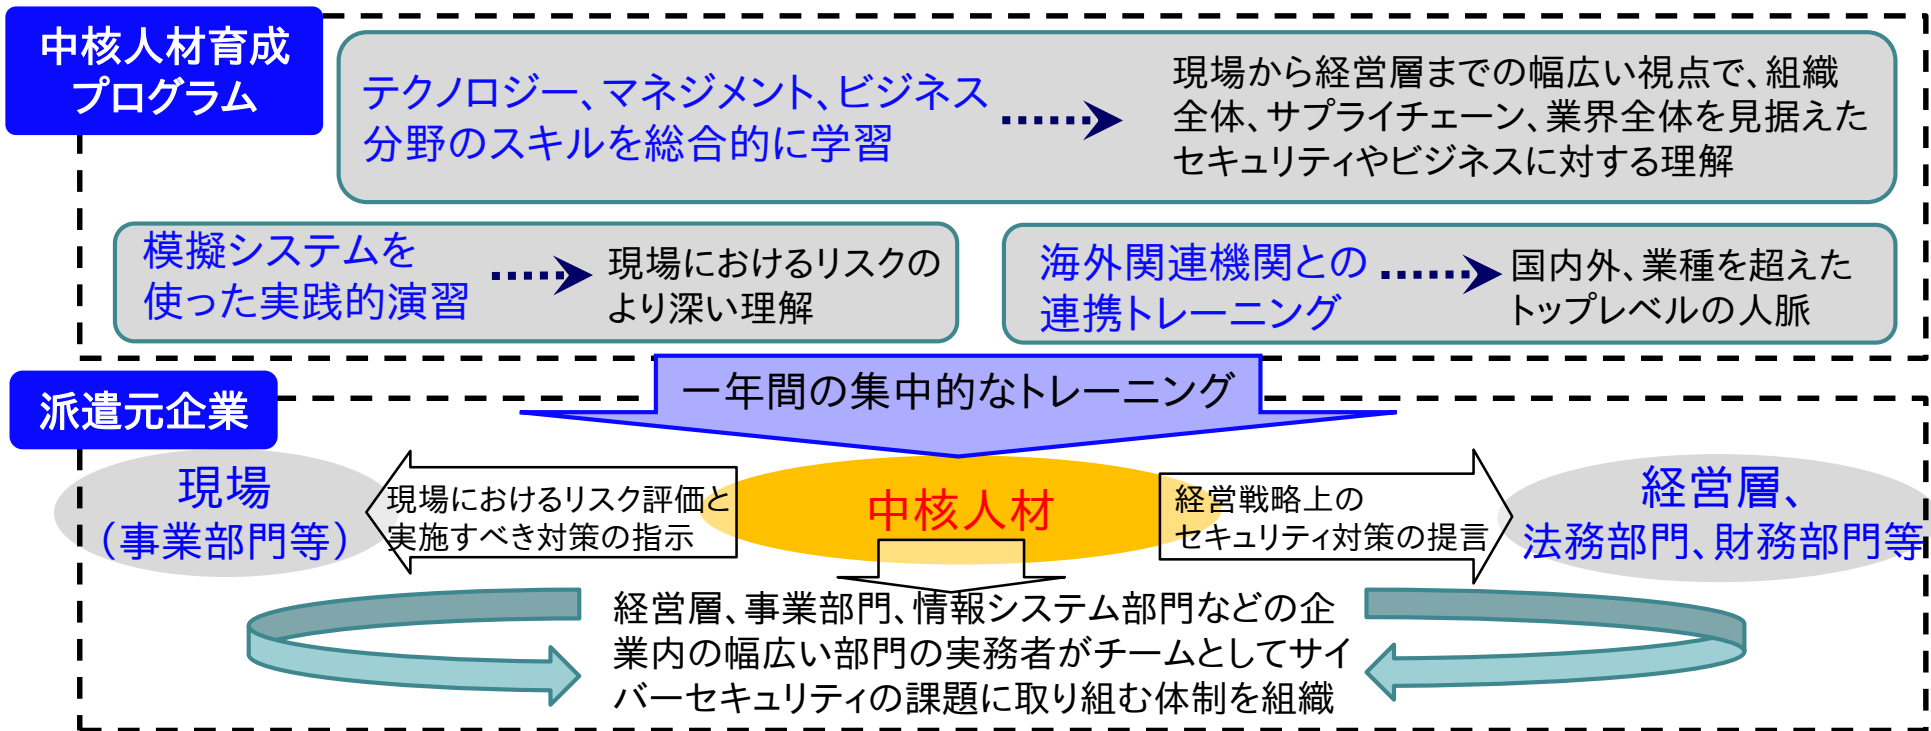 中核人材育成
プログラム
テクノロジー、マネジメント、ビジネス
分野のスキルを総合的に学習
現場から経営層までの幅広い視点で、組織
全体、サプライチェーン、業界全体を見据えた
セキュリティやビジネスに対する理解
模擬システムを
使った実践的演習
現場におけるリスクの
より深い理解
海外関連機関との
連携トレーニング
国内外、業種を超えた
トップレベルの人脈
一年間の集中的なトレーニング
派遣元企業
現場
（事業部門等）
現場におけるリスク評価と
実施すべき対策の指示
中核人材
経営戦略上の
セキュリティ対策の提言
経営層、
法務部門、財務部門等
経営層、事業部門、情報システム部門などの企
業内の幅広い部門の実務者がチームとしてサイ
バーセキュリティの課題に取り組む体制を組織